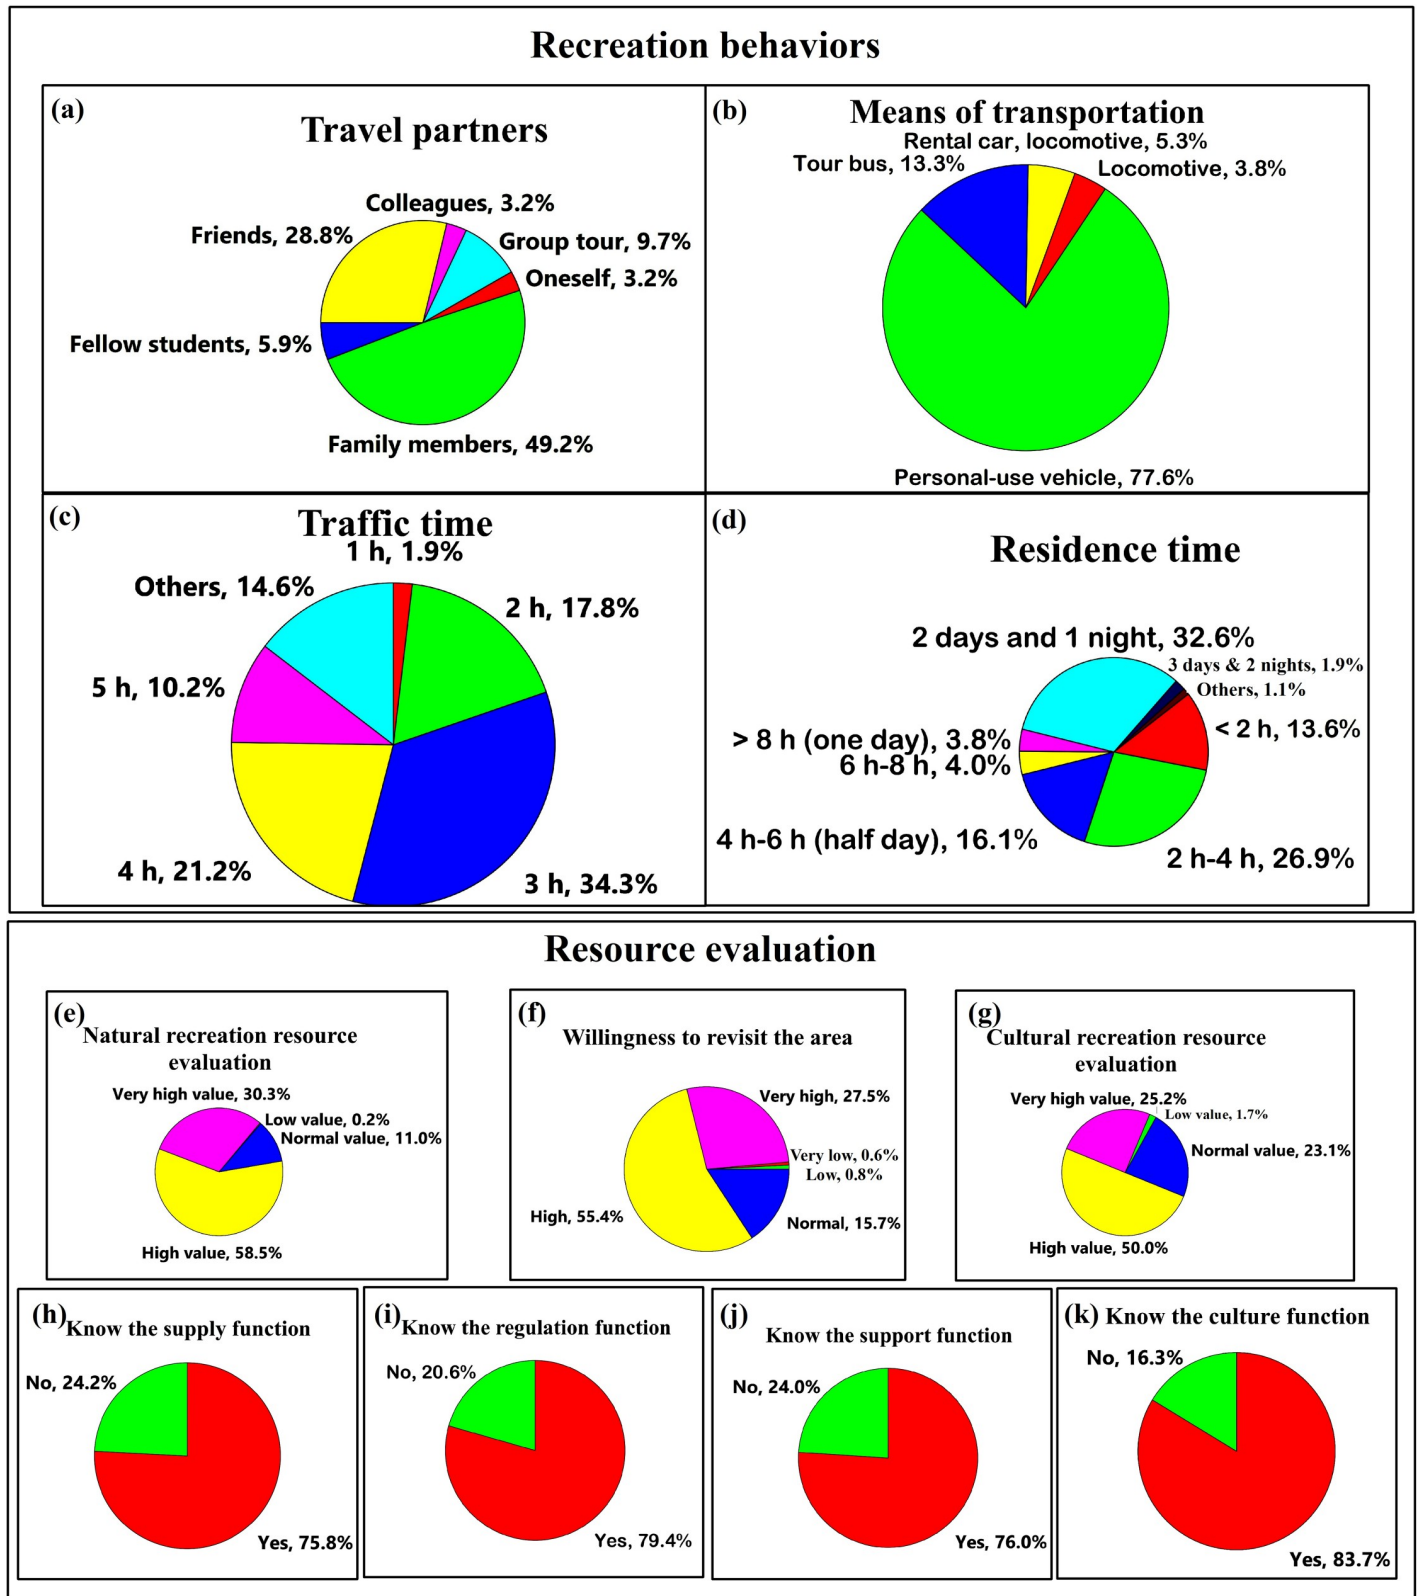 Recreation behaviors
(a)
Travel partners
Colleagues, 3.2%
Friends, 28.8%
Group tour, 9.7%
Oneself, 3.2%
Fellow students, 5.9%
Family members, 49.2%
(b)
Means of transportation
Rental car, locomotive, 5.3%
Tour bus, 13.3%
Locomotive, 3.8%
Personal-use vehicle, 77.6%
(c)
Traffic time
1 h, 1.9%
Others, 14.6%
2 h, 17.8%
5 h, 10.2%
4 h, 21.2%
3 h, 34.3%
(d)
Residence time
2 days and 1 night, 32.6%
3 days & 2 nights, 1.9%
Others, 1.1%
< 2 h, 13.6%
> 8 h (one day), 3.8%
6 h-8 h, 4.0%
4 h-6 h (half day), 16.1%
2 h-4 h, 26.9%
Resource evaluation
(e)
Natural recreation resource
evaluation
Very high value, 30.3%
Low value, 0.2%
Normal value, 11.0%
High value, 58.5%
(f)
Willingness to revisit the area
Very high, 27.5%
Very low, 0.6%
Low, 0.8%
High, 55.4%
Normal, 15.7%
(g)
Cultural recreation resource
evaluation
Very high value, 25.2%
Low value, 1.7%
Normal value, 23.1%
High value, 50.0%
(h)
Know the supply function
No, 24.2%
Yes, 75.8%
(i)
Know the regulation function
No, 20.6%
Yes, 79.4%
(j)
Know the support function
No, 24.0%
Yes, 76.0%
(k) Know the culture function
No, 16.3%
Yes, 83.7%